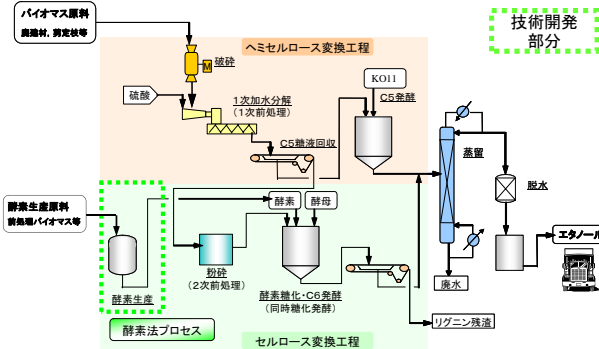 バイオマス原料
廃建材，剪定枝等
ヘミセルロース変換工程
技術開発
部分
破砕
M
硫酸
1次加水分解
(1次前処理)
KO11
C5発酵
C5糖液回収
蒸留
脱水
酵素生産原料
前処理バイオマス等
酵素
酵母
エタノール
粉砕
(2次前処理)
酵素生産
酵素糖化・C6発酵
(同時糖化発酵)
廃水
リグニン残渣
酵素法プロセス
セルロース変換工程